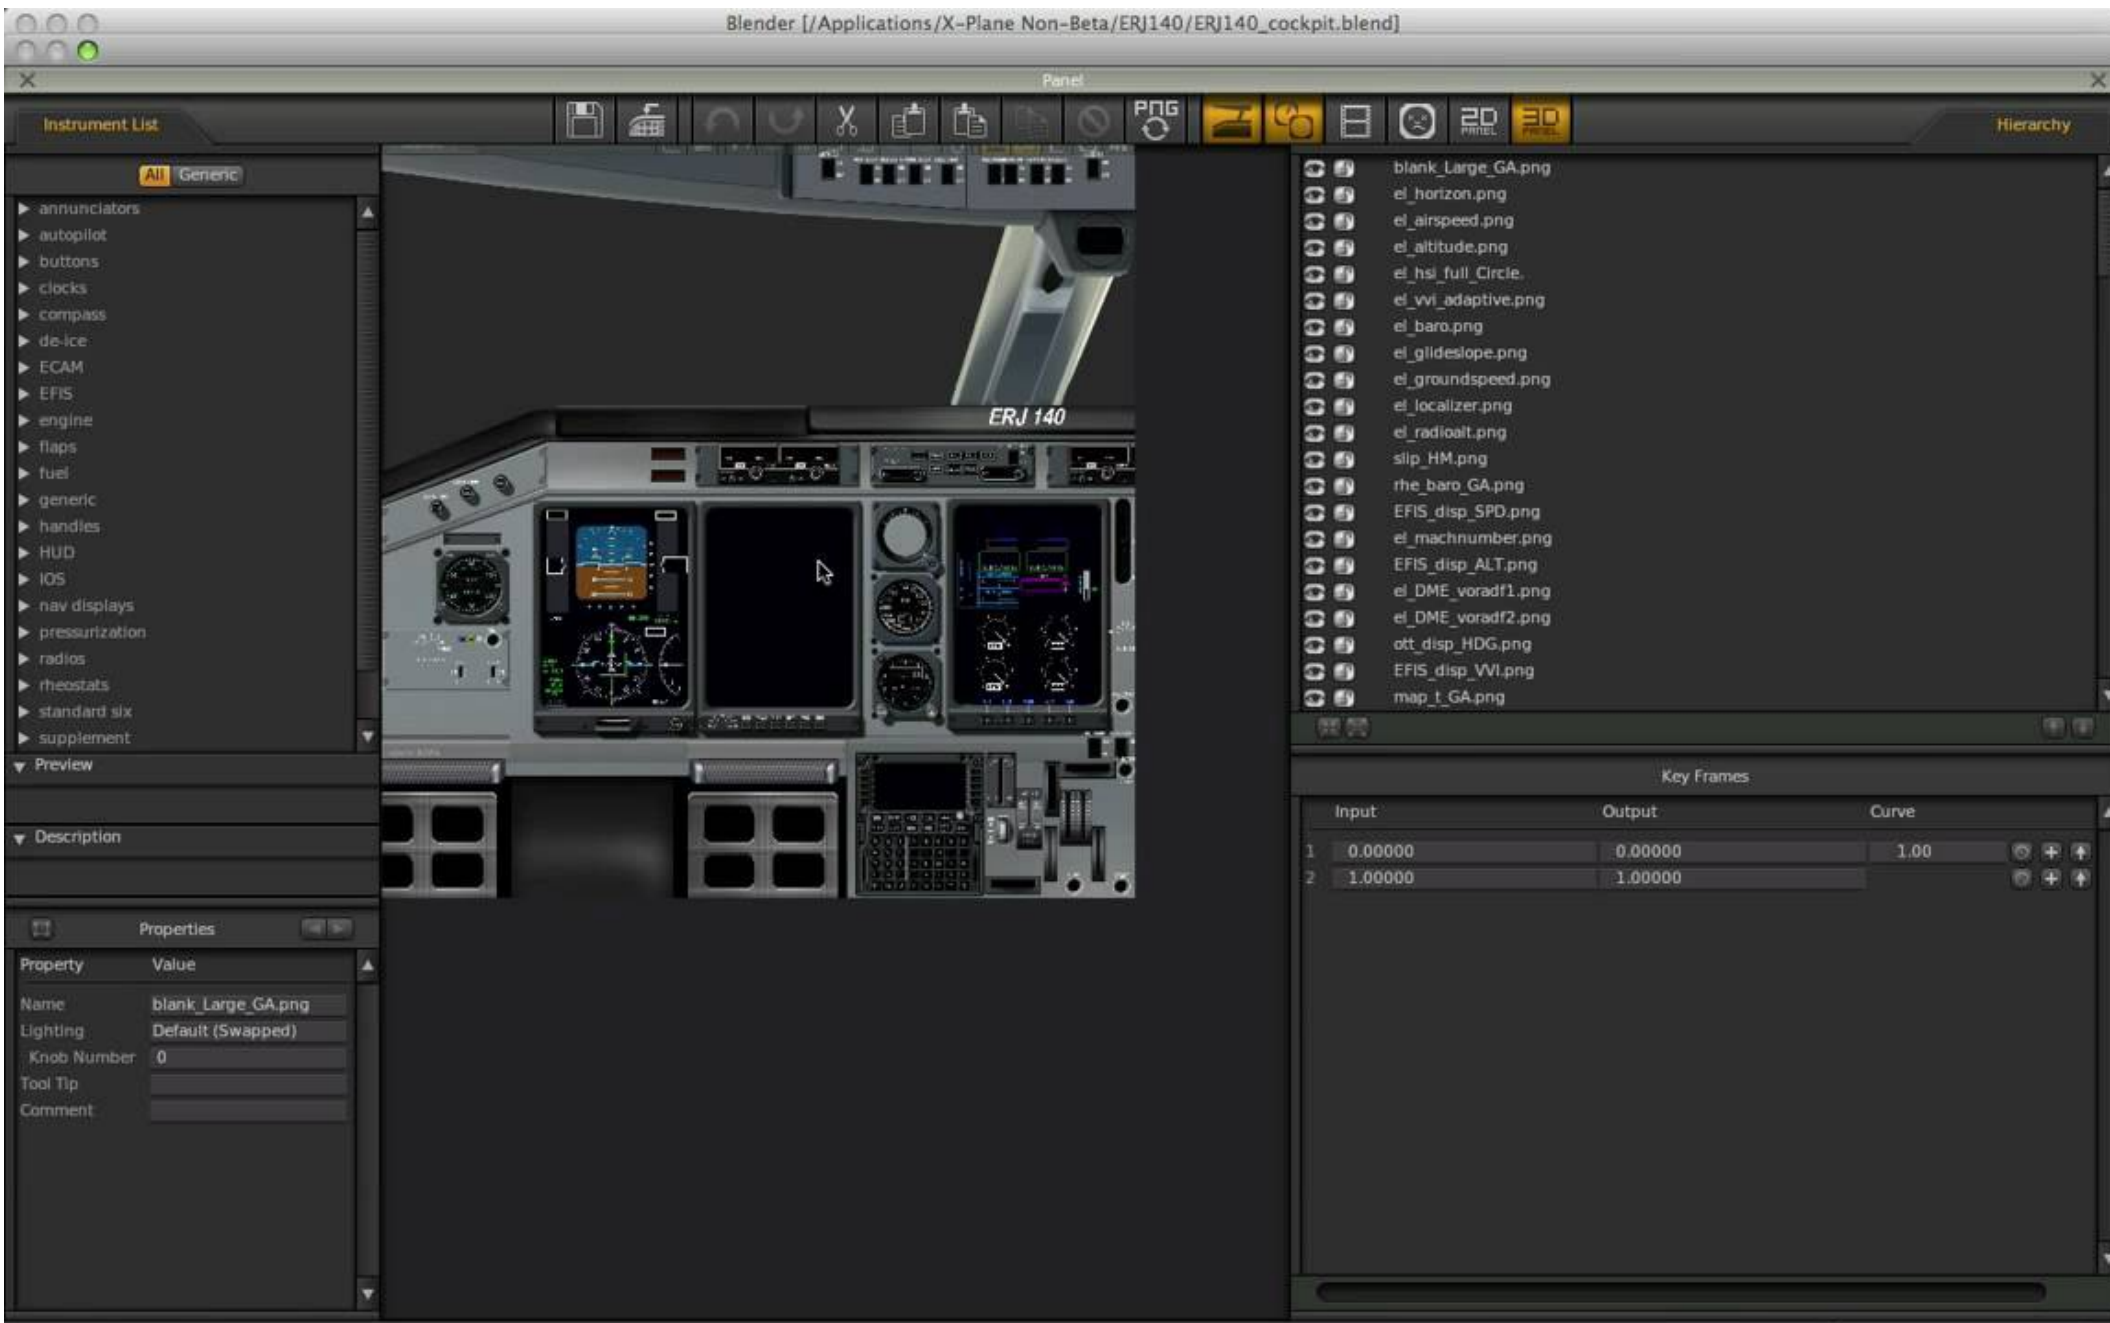 Blender [/Applications/X-Plane Non-Beta/ERJ140/ERJ140_cockpit.blend]
Panel
Instrument List
PNG
2D
PANEL
3D
PANEL
Hierarchy
All Generic
annunciators
autopilot
buttons
clocks
compass
de-ice
ECAM
EFIS
engine
flaps
fuel
generic
handles
HUD
IOS
nav displays
pressurization
radios
rheostats
standard six
supplement
Preview
Description
Properties
Property Value
Name blank_Large_GA.png
Lighting Default (Swapped)
Knob Number 0
Tool Tip
Comment
ERJ 140
blank_Large_GA.png
el_horizon.png
el_airspeed.png
el_altitude.png
el_hsi_full_Circle.
el_vvi_adaptive.png
el_baro.png
el_glideslope.png
el_groundspeed.png
el_localizer.png
el_radioalt.png
slip_HM.png
rhe_baro_GA.png
EFIS_disp_SPD.png
el_machnumber.png
EFIS_disp_ALT.png
el_DME_voradf1.png
el_DME_voradf2.png
ott_disp_HDG.png
EFIS_disp_VVI.png
map_t_GA.png
Key Frames
Input Output Curve
1 0.00000 0.00000 1.00
2 1.00000 1.00000